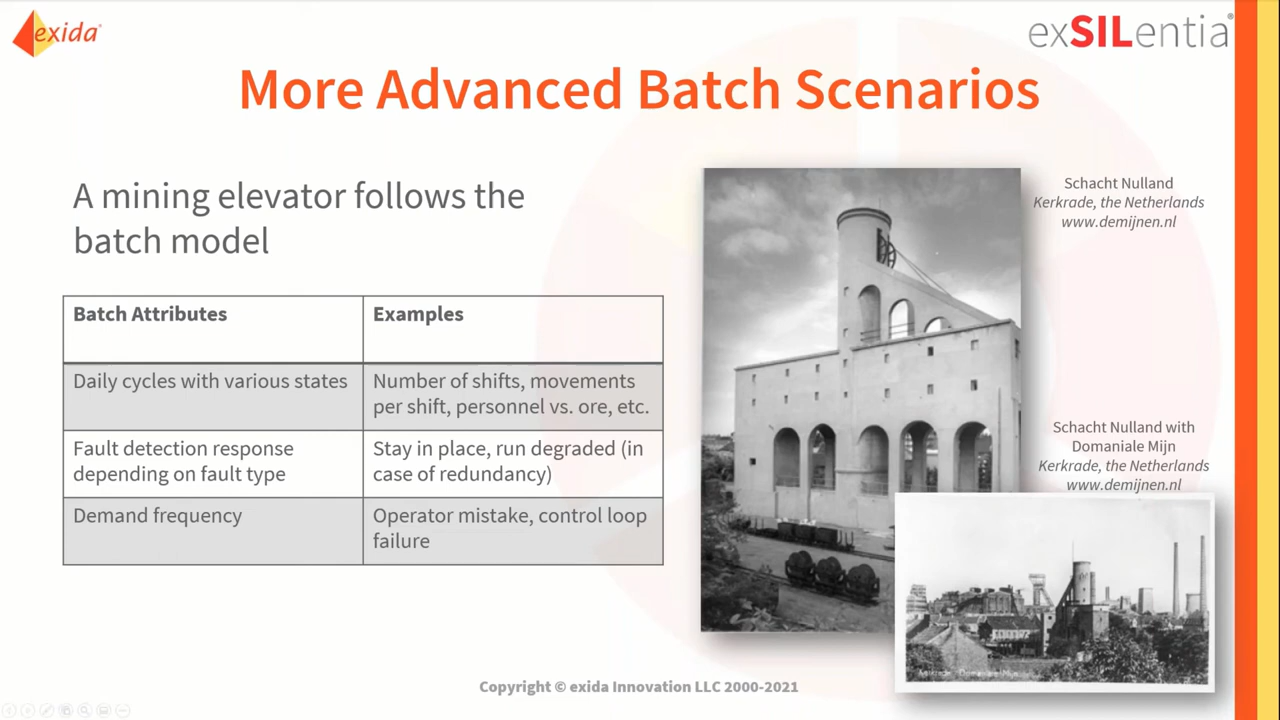 exida®
exSILentia®
More Advanced Batch Scenarios
A mining elevator follows the
batch model
Batch Attributes
Examples
Daily cycles with various states
Number of shifts, movements
per shift, personnel vs. ore, etc.
Fault detection response
depending on fault type
Stay in place, run degraded (in
case of redundancy)
Demand frequency
Operator mistake, control loop
failure
Schacht Nulland
Kerkrade, the Netherlands
www.demijnen.nl
Schacht Nulland with
Domaniale Mijn
Kerkrade, the Netherlands
www.demijnen.nl
Kerkrade Domaniale Mijn
Copyright © exida Innovation LLC 2000-2021